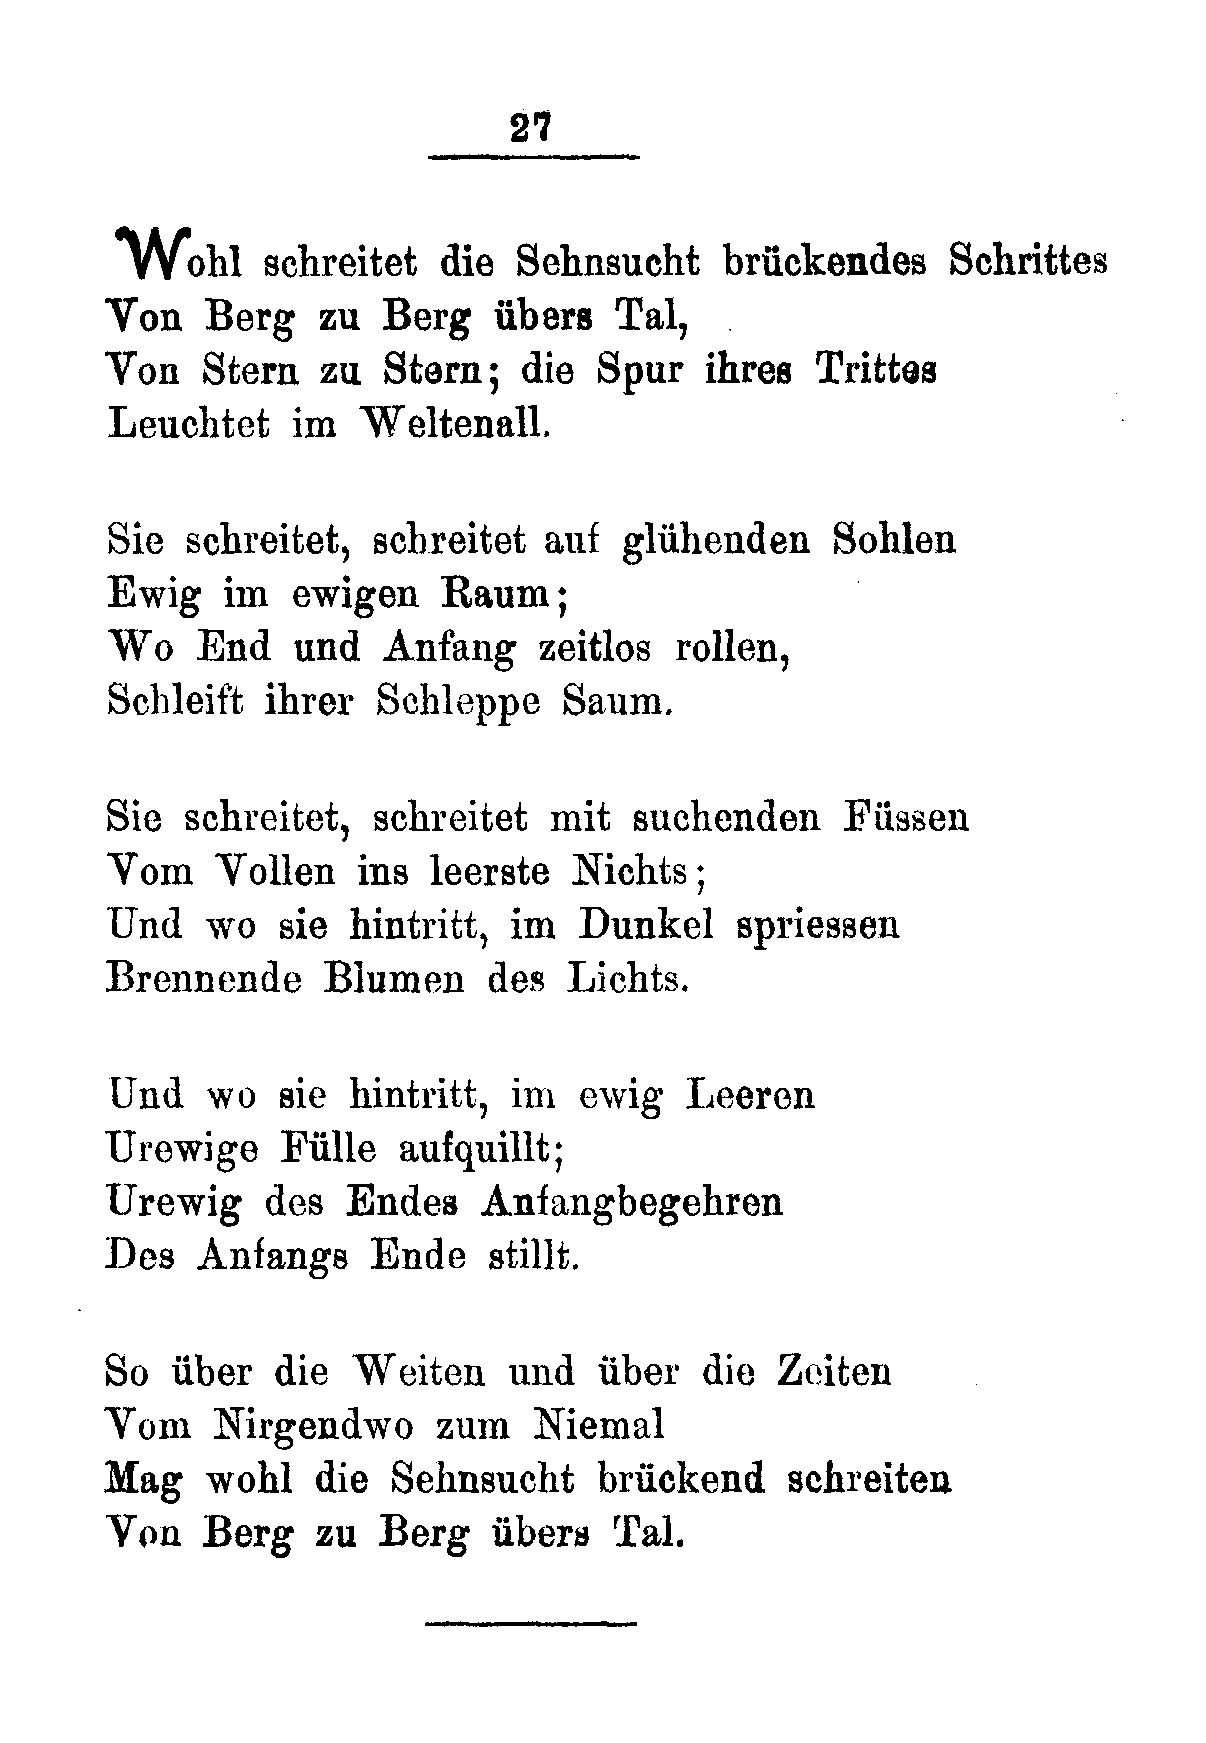 27
Wohl schreitet die Sehnsucht brückendes Schrittes
Von Berg zu Berg übers Tal,
Von Stern zu Stern; die Spur ihres Trittes
Leuchtet im Weltenall.
Sie schreitet, schreitet auf glühenden Sohlen
Ewig im ewigen Raum;
Wo End und Anfang zeitlos rollen,
Schleift ihrer Schleppe Saum.
Sie schreitet, schreitet mit suchenden Füssen
Vom Vollen ins leerste Nichts;
Und wo sie hintritt, im Dunkel spriessen
Brennende Blumen des Lichts.
Und wo sie hintritt, im ewig Leeren
Urewige Fülle aufquillt;
Urewig des Endes Anfangbegehren
Des Anfangs Ende stillt.
So über die Weiten und über die Zeiten
Vom Nirgendwo zum Niemal
Mag wohl die Sehnsucht brückend schreiten
Von Berg zu Berg übers Tal.